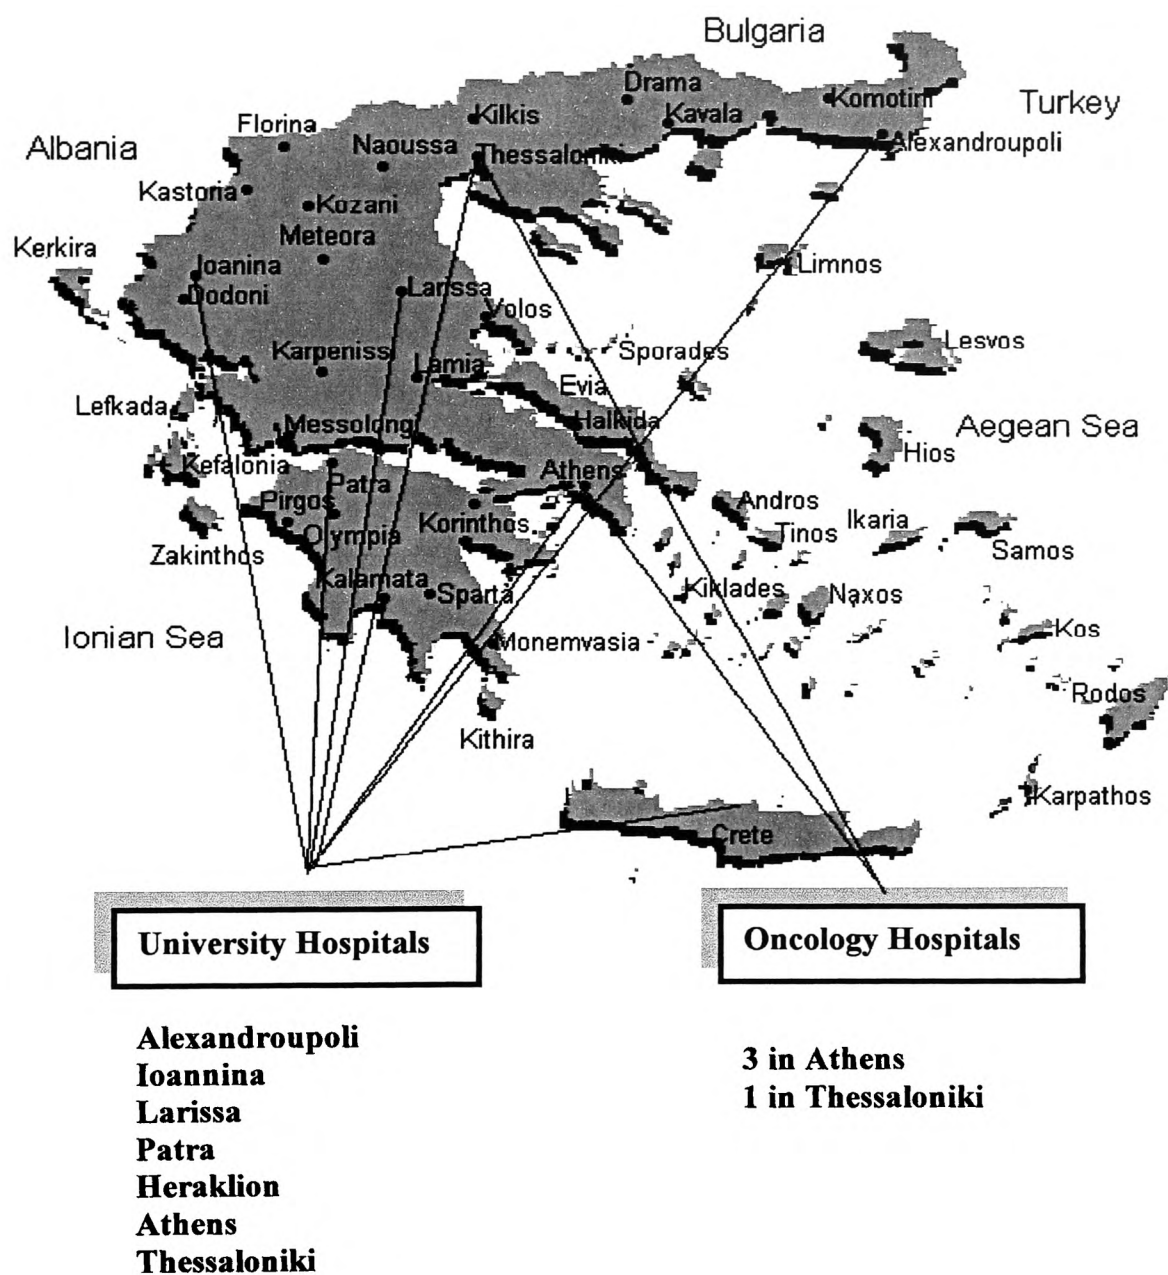 Bulgaria
Drama
Komotini
Turkey
Kilkis
Kavala
Florina
Albania
Naoussa
Thessaloniki
Alexandroupoli
Kastoria
Kozani
Meteora
Kerkira
Ioanina
Limnos
Dodoni
Larissa
Volos
Lesvos
Karpenissi
Sporades
Lamia
Evia
Lefkada
Messolongi
Halkida
Aegean Sea
Hios
Kefalonia
Athens
Patra
Pirgos
Andros
Korinthos
Ikaria
Olympia
Tinos
Zakinthos
Samos
Kalamata
Sparta
Kiklades
Naxos
Ionian Sea
Monemvasia
Kos
Rodos
Kithira
Karpathos
Crete
University Hospitals
Alexandroupoli
Ioannina
Larissa
Patra
Heraklion
Athens
Thessaloniki
Oncology Hospitals
3 in Athens
1 in Thessaloniki